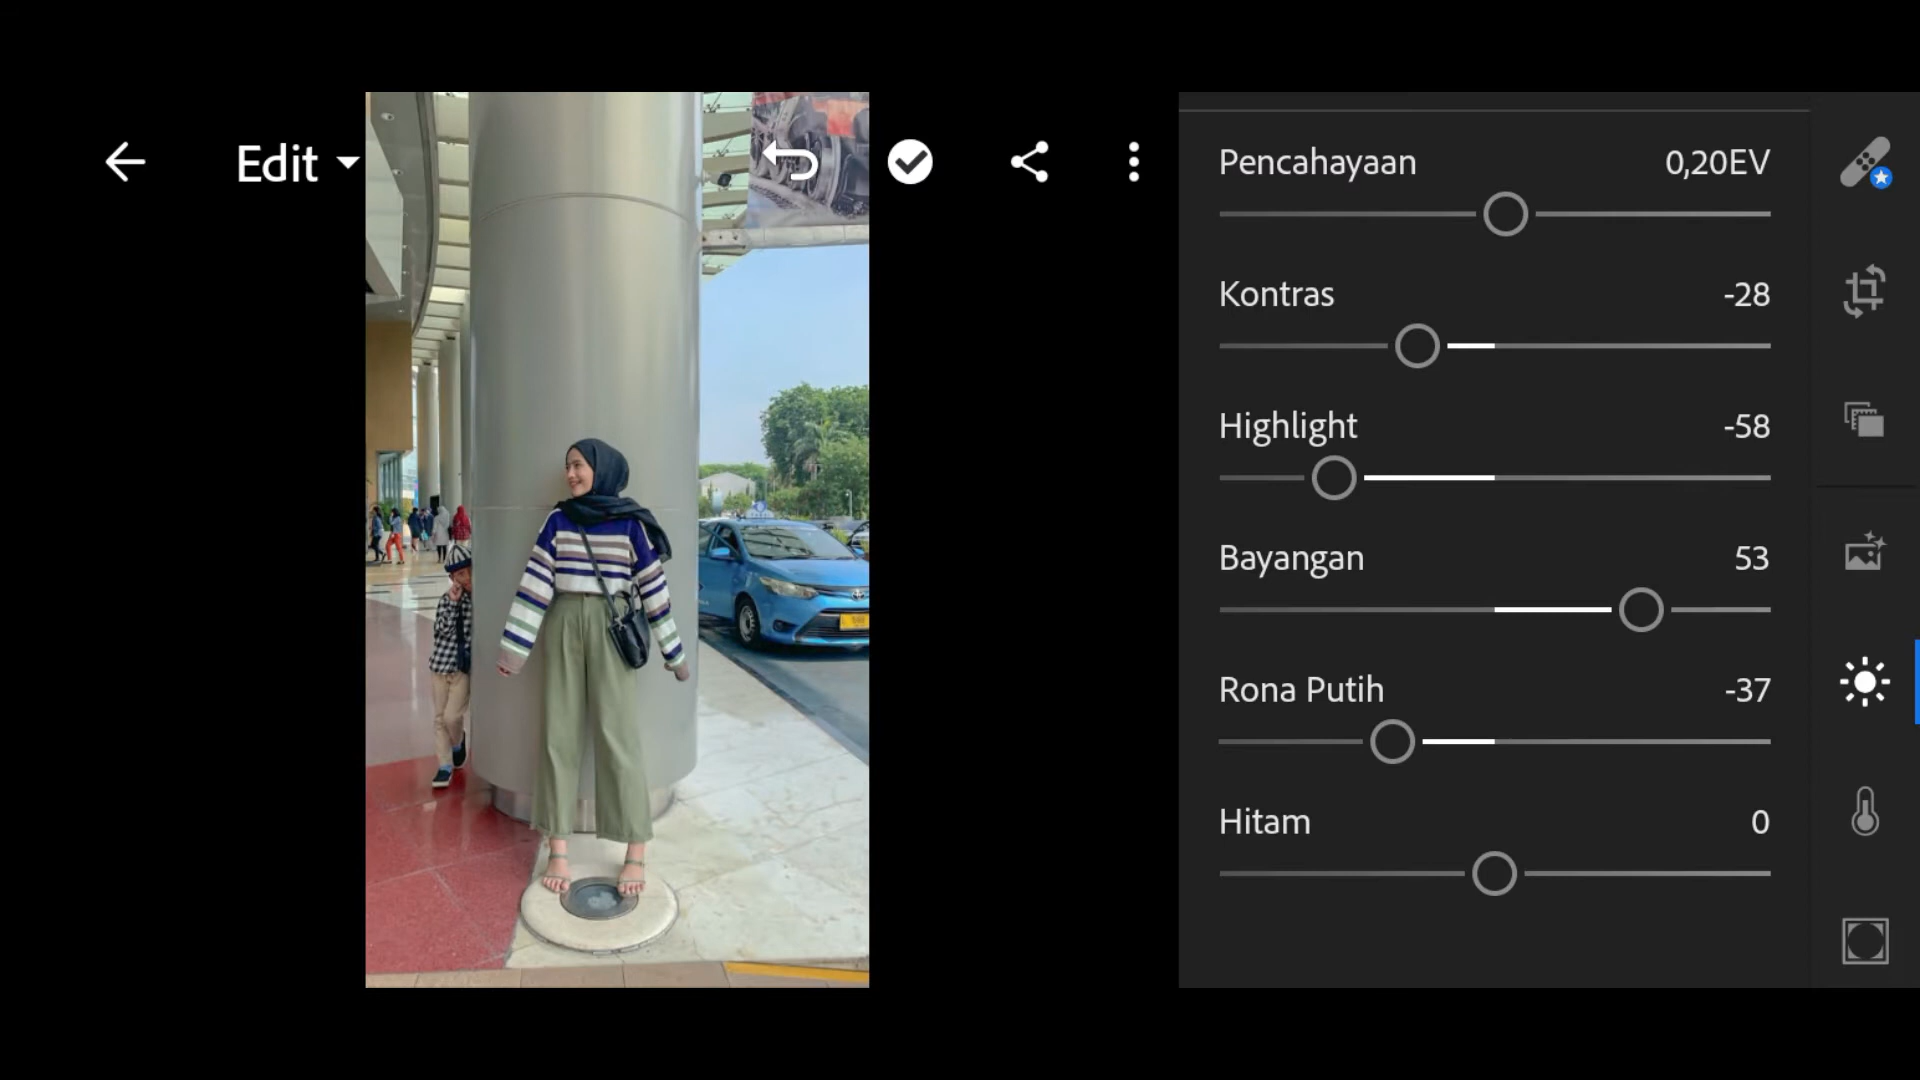 Edit
Pencahayaan 0,20EV
Kontras -28
Highlight -58
Bayangan 53
Rona Putih -37
Hitam 0